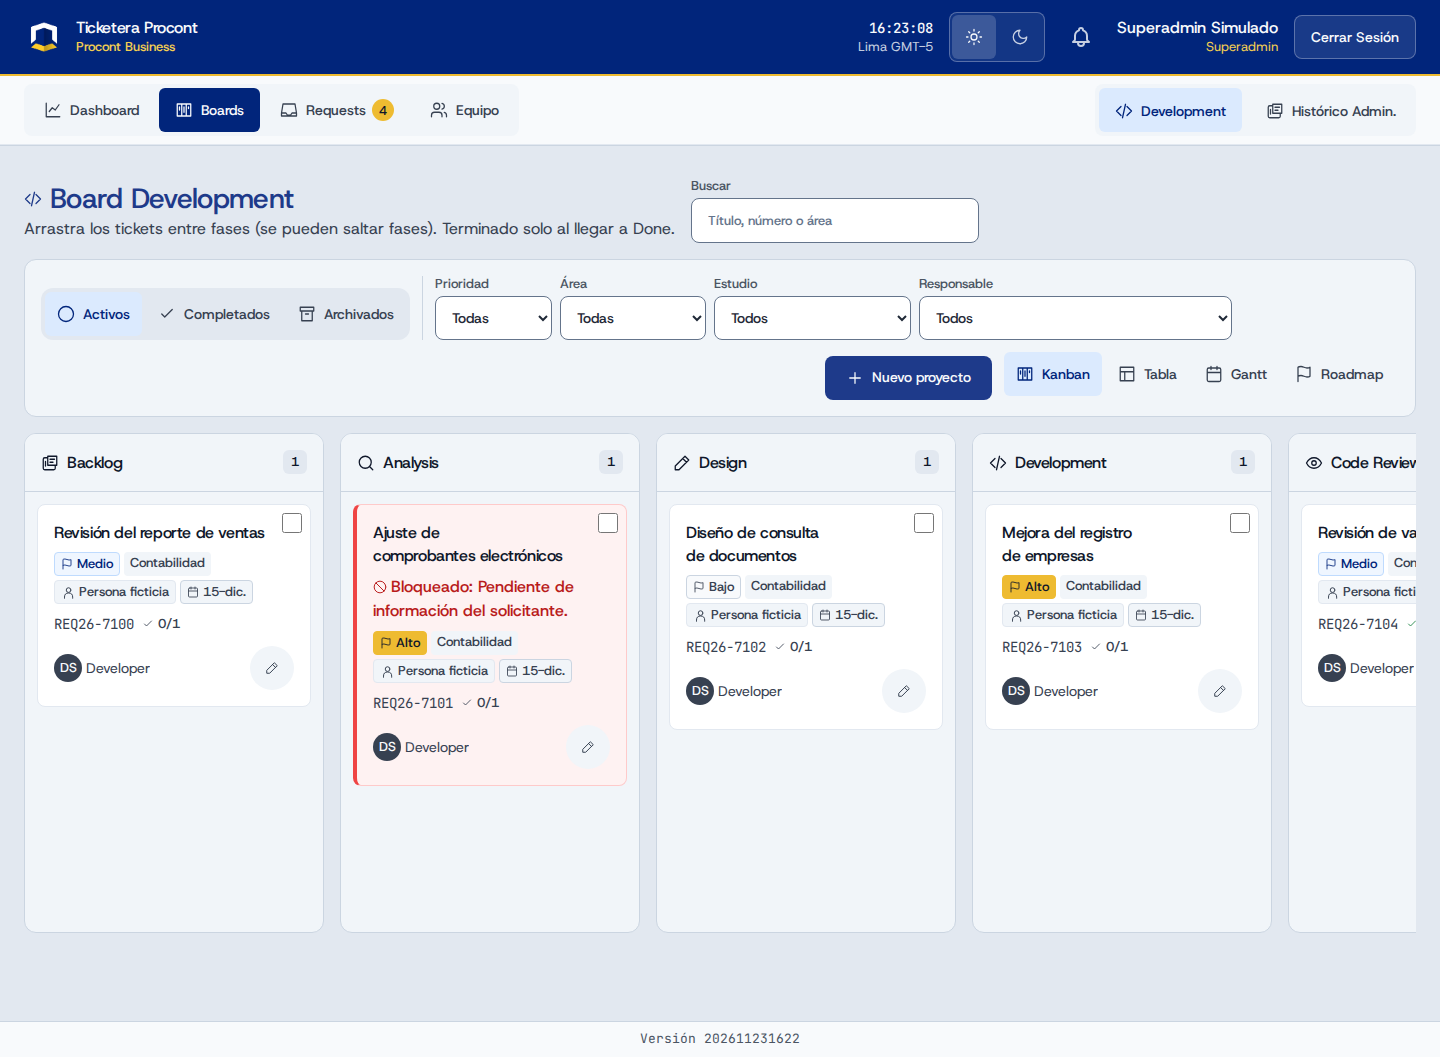 Ticketera Procont
Procont Business
16:23:08
Lima GMT-5
Superadmin Simulado
Superadmin
Cerrar Sesión
Dashboard
Boards
Requests 4
Equipo
Development
Histórico Admin.
Board Development
Arrastra los tickets entre fases (se pueden saltar fases). Terminado solo al llegar a Done.
Buscar
Título, número o área
Activos
Completados
Archivados
Prioridad
Todas
Área
Todas
Estudio
Todos
Responsable
Todos
Nuevo proyecto
Kanban
Tabla
Gantt
Roadmap
Backlog 1
Revisión del reporte de ventas
Medio Contabilidad
Persona ficticia 15-dic.
REQ26-7100 0/1
DS Developer
Analysis 1
Ajuste de
comprobantes electrónicos
Bloqueado: Pendiente de
información del solicitante.
Alto Contabilidad
Persona ficticia 15-dic.
REQ26-7101 0/1
DS Developer
Design 1
Diseño de consulta
de documentos
Bajo Contabilidad
Persona ficticia 15-dic.
REQ26-7102 0/1
DS Developer
Development 1
Mejora del registro
de empresas
Alto Contabilidad
Persona ficticia 15-dic.
REQ26-7103 0/1
DS Developer
Code Review
Revisión de va
Medio Con
Persona ficti
REQ26-7104
DS Developer
Versión 202611231622